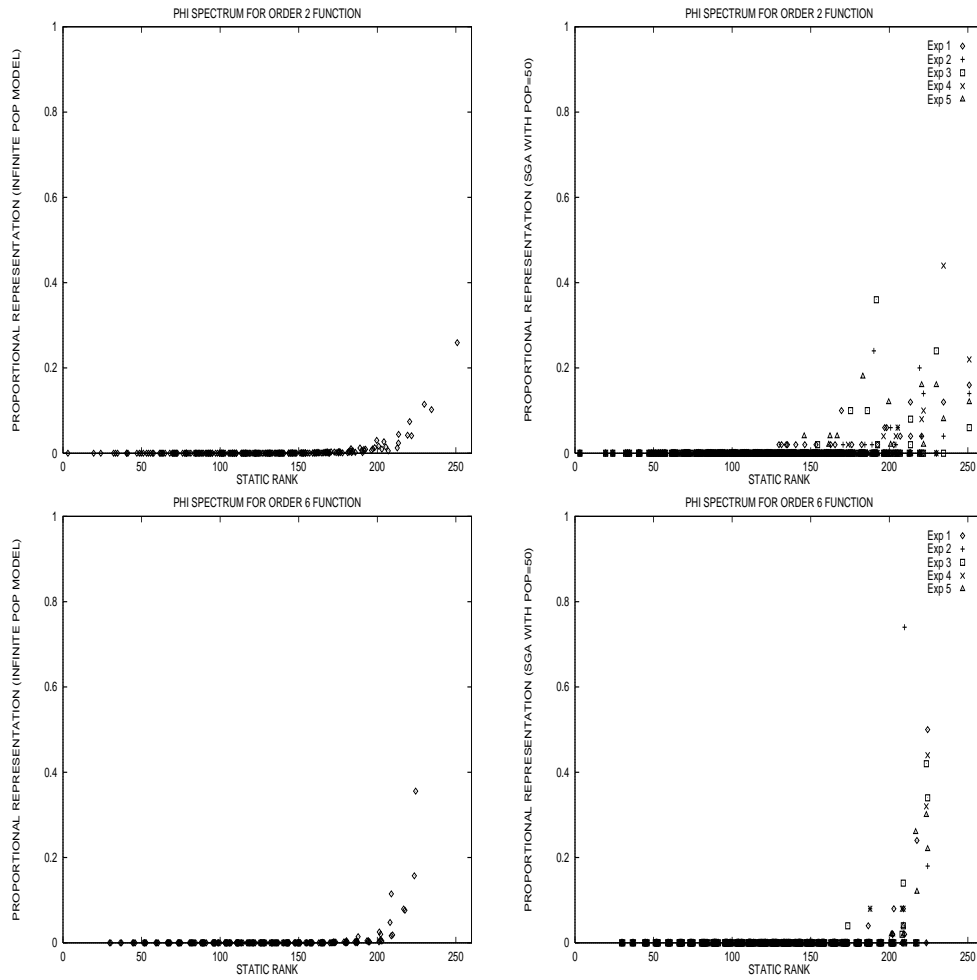 PHI SPECTRUM FOR ORDER 2 FUNCTION
PROPORTIONAL REPRESENTATION (INFINITE POP MODEL)
1
0.8
0.6
0.4
0.2
0
0 50 100 150 200 250
STATIC RANK
PHI SPECTRUM FOR ORDER 2 FUNCTION
PROPORTIONAL REPRESENTATION (SGA WITH POP=50)
1
0.8
0.6
0.4
0.2
0
Exp 1
Exp 2
Exp 3
Exp 4
Exp 5
0 50 100 150 200 250
STATIC RANK
PHI SPECTRUM FOR ORDER 6 FUNCTION
PROPORTIONAL REPRESENTATION (INFINITE POP MODEL)
1
0.8
0.6
0.4
0.2
0
0 50 100 150 200 250
STATIC RANK
PHI SPECTRUM FOR ORDER 6 FUNCTION
PROPORTIONAL REPRESENTATION (SGA WITH POP=50)
1
0.8
0.6
0.4
0.2
0
Exp 1
Exp 2
Exp 3
Exp 4
Exp 5
0 50 100 150 200 250
STATIC RANK